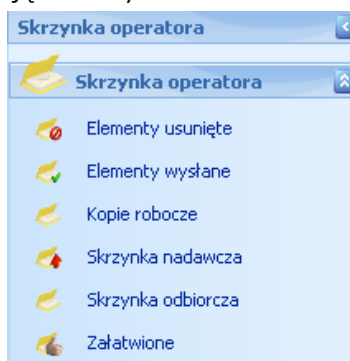 Skrzynka operatora
Skrzynka operatora
Elementy usunięte
Elementy wysłane
Kopie robocze
Skrzynka nadawcza
Skrzynka odbiorcza
Załatwione